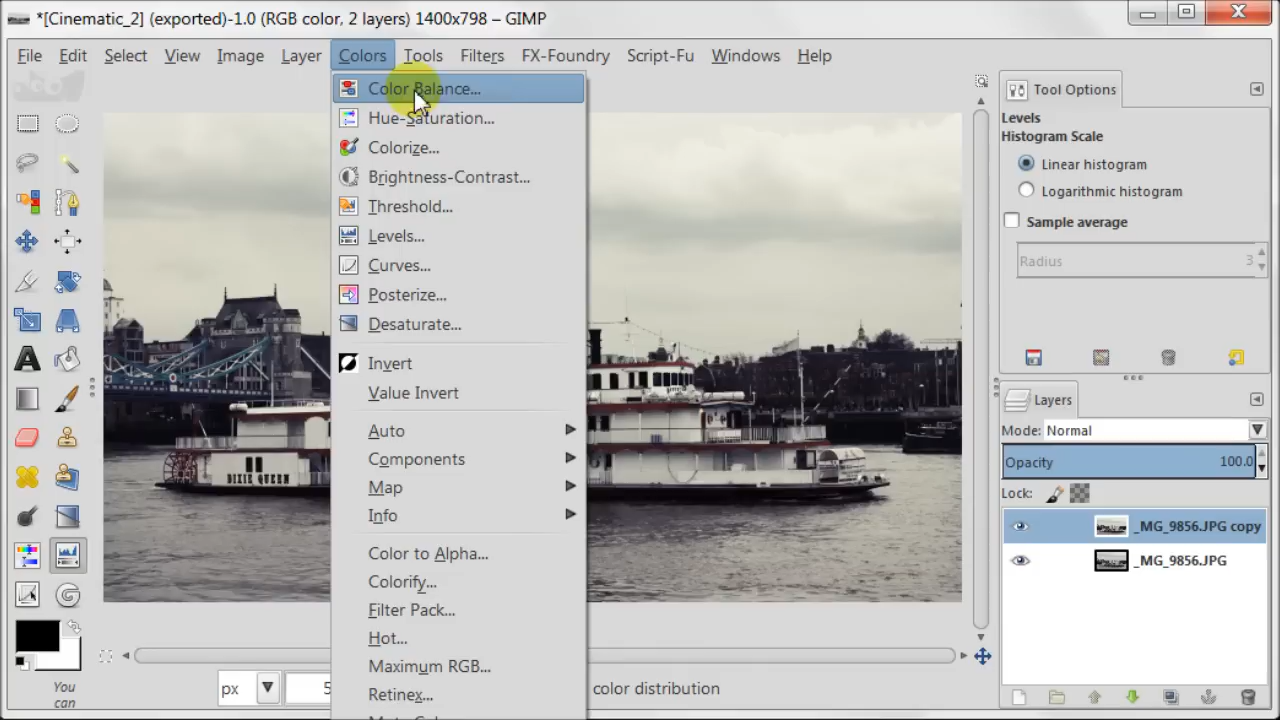 *[Cinematic_2] (exported)-1.0 (RGB color, 2 layers) 1400x798 – GIMP
File Edit Select View Image Layer Colors Tools Filters FX-Foundry Script-Fu Windows Help
Color Balance...
Hue-Saturation...
Colorize...
Brightness-Contrast...
Threshold...
Levels...
Curves...
Posterize...
Desaturate...
Invert
Value Invert
Auto
Components
Map
Info
Color to Alpha...
Colorify...
Filter Pack...
Hot...
Maximum RGB...
Retinex...
DIXIE QUEEN
Tool Options
Levels
Histogram Scale
Linear histogram
Logarithmic histogram
Sample average
Radius 3
Layers
Mode: Normal
Opacity 100.0
Lock:
_MG_9856.JPG copy
_MG_9856.JPG
You
can
px 5
color distribution